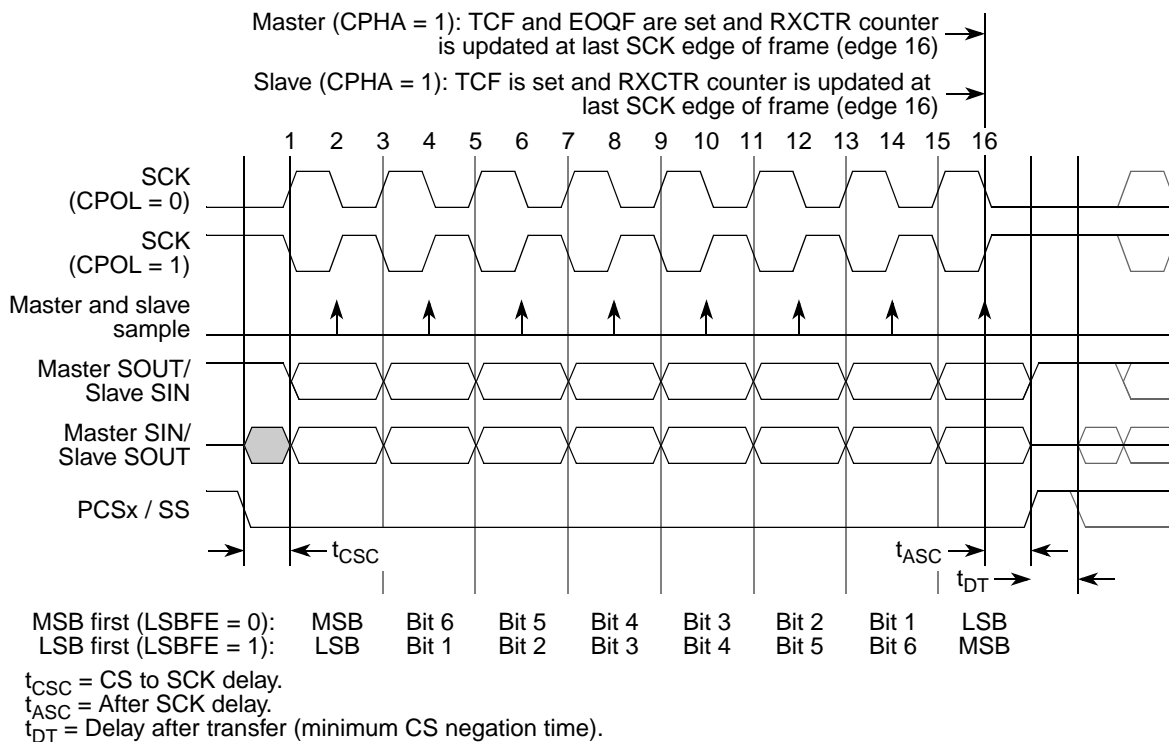 Master (CPHA = 1): TCF and EOQF are set and RXCTR counter
is updated at last SCK edge of frame (edge 16)
Slave (CPHA = 1): TCF is set and RXCTR counter is updated at
last SCK edge of frame (edge 16)
1 2 3 4 5 6 7 8 9 10 11 12 13 14 15 16
SCK
(CPOL = 0)
SCK
(CPOL = 1)
Master and slave
sample
Master SOUT/
Slave SIN
Master SIN/
Slave SOUT
PCSx / SS
tCSC
tASC
tDT
MSB first (LSBFE = 0): MSB Bit 6 Bit 5 Bit 4 Bit 3 Bit 2 Bit 1 LSB
LSB first (LSBFE = 1): LSB Bit 1 Bit 2 Bit 3 Bit 4 Bit 5 Bit 6 MSB
tCSC = CS to SCK delay.
tASC = After SCK delay.
tDT = Delay after transfer (minimum CS negation time).